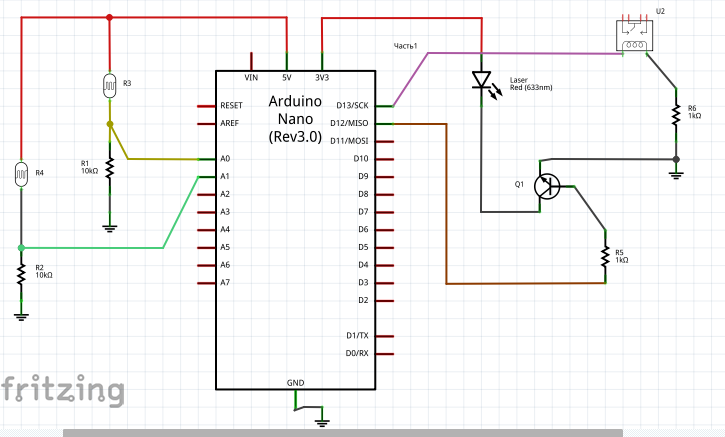 U2
Часть1
VIN
5V
3V3
R3
Laser
Red (633nm)
Arduino
Nano
(Rev3.0)
RESET
D13/SCK
R6
1kΩ
AREF
D12/MISO
D11/MOSI
R1
10kΩ
A0
D10
R4
A1
D9
Q1
A2
D8
A3
D7
A4
D6
A5
D5
R5
1kΩ
R2
10kΩ
A6
D4
A7
D3
D2
D1/TX
D0/RX
GND
fritzing